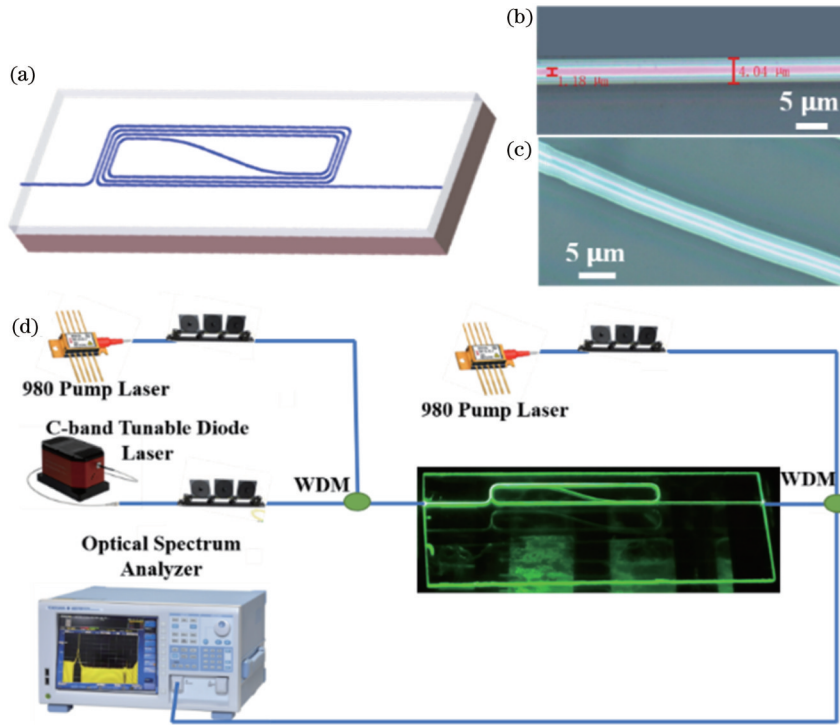 (a)
(b)
1.18 μm
4.04 μm
5 μm
(c)
5 μm
(d)
980 Pump Laser
980 Pump Laser
C-band Tunable Diode
Laser
WDM
WDM
Optical Spectrum
Analyzer